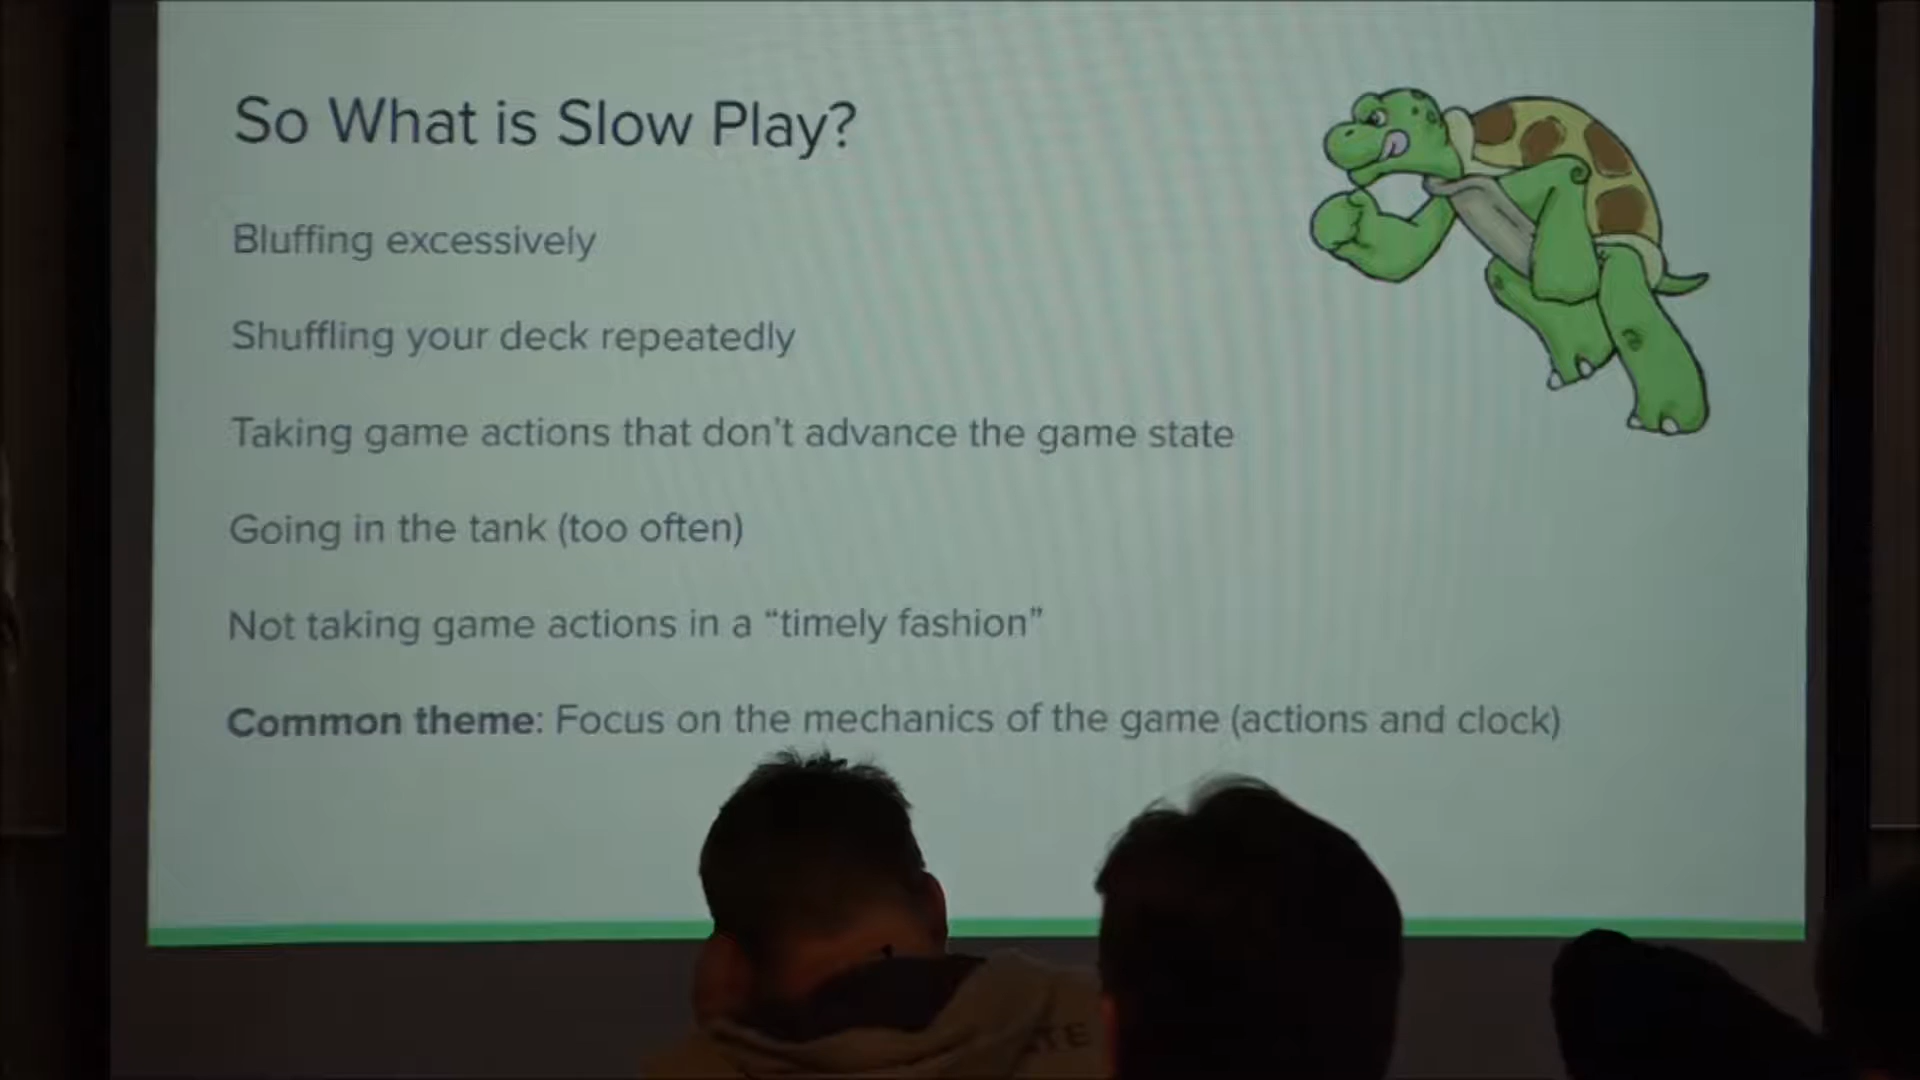 So What is Slow Play?
Bluffing excessively
Shuffling your deck repeatedly
Taking game actions that don't advance the game state
Going in the tank (too often)
Not taking game actions in a “timely fashion”
Common theme: Focus on the mechanics of the game (actions and clock)